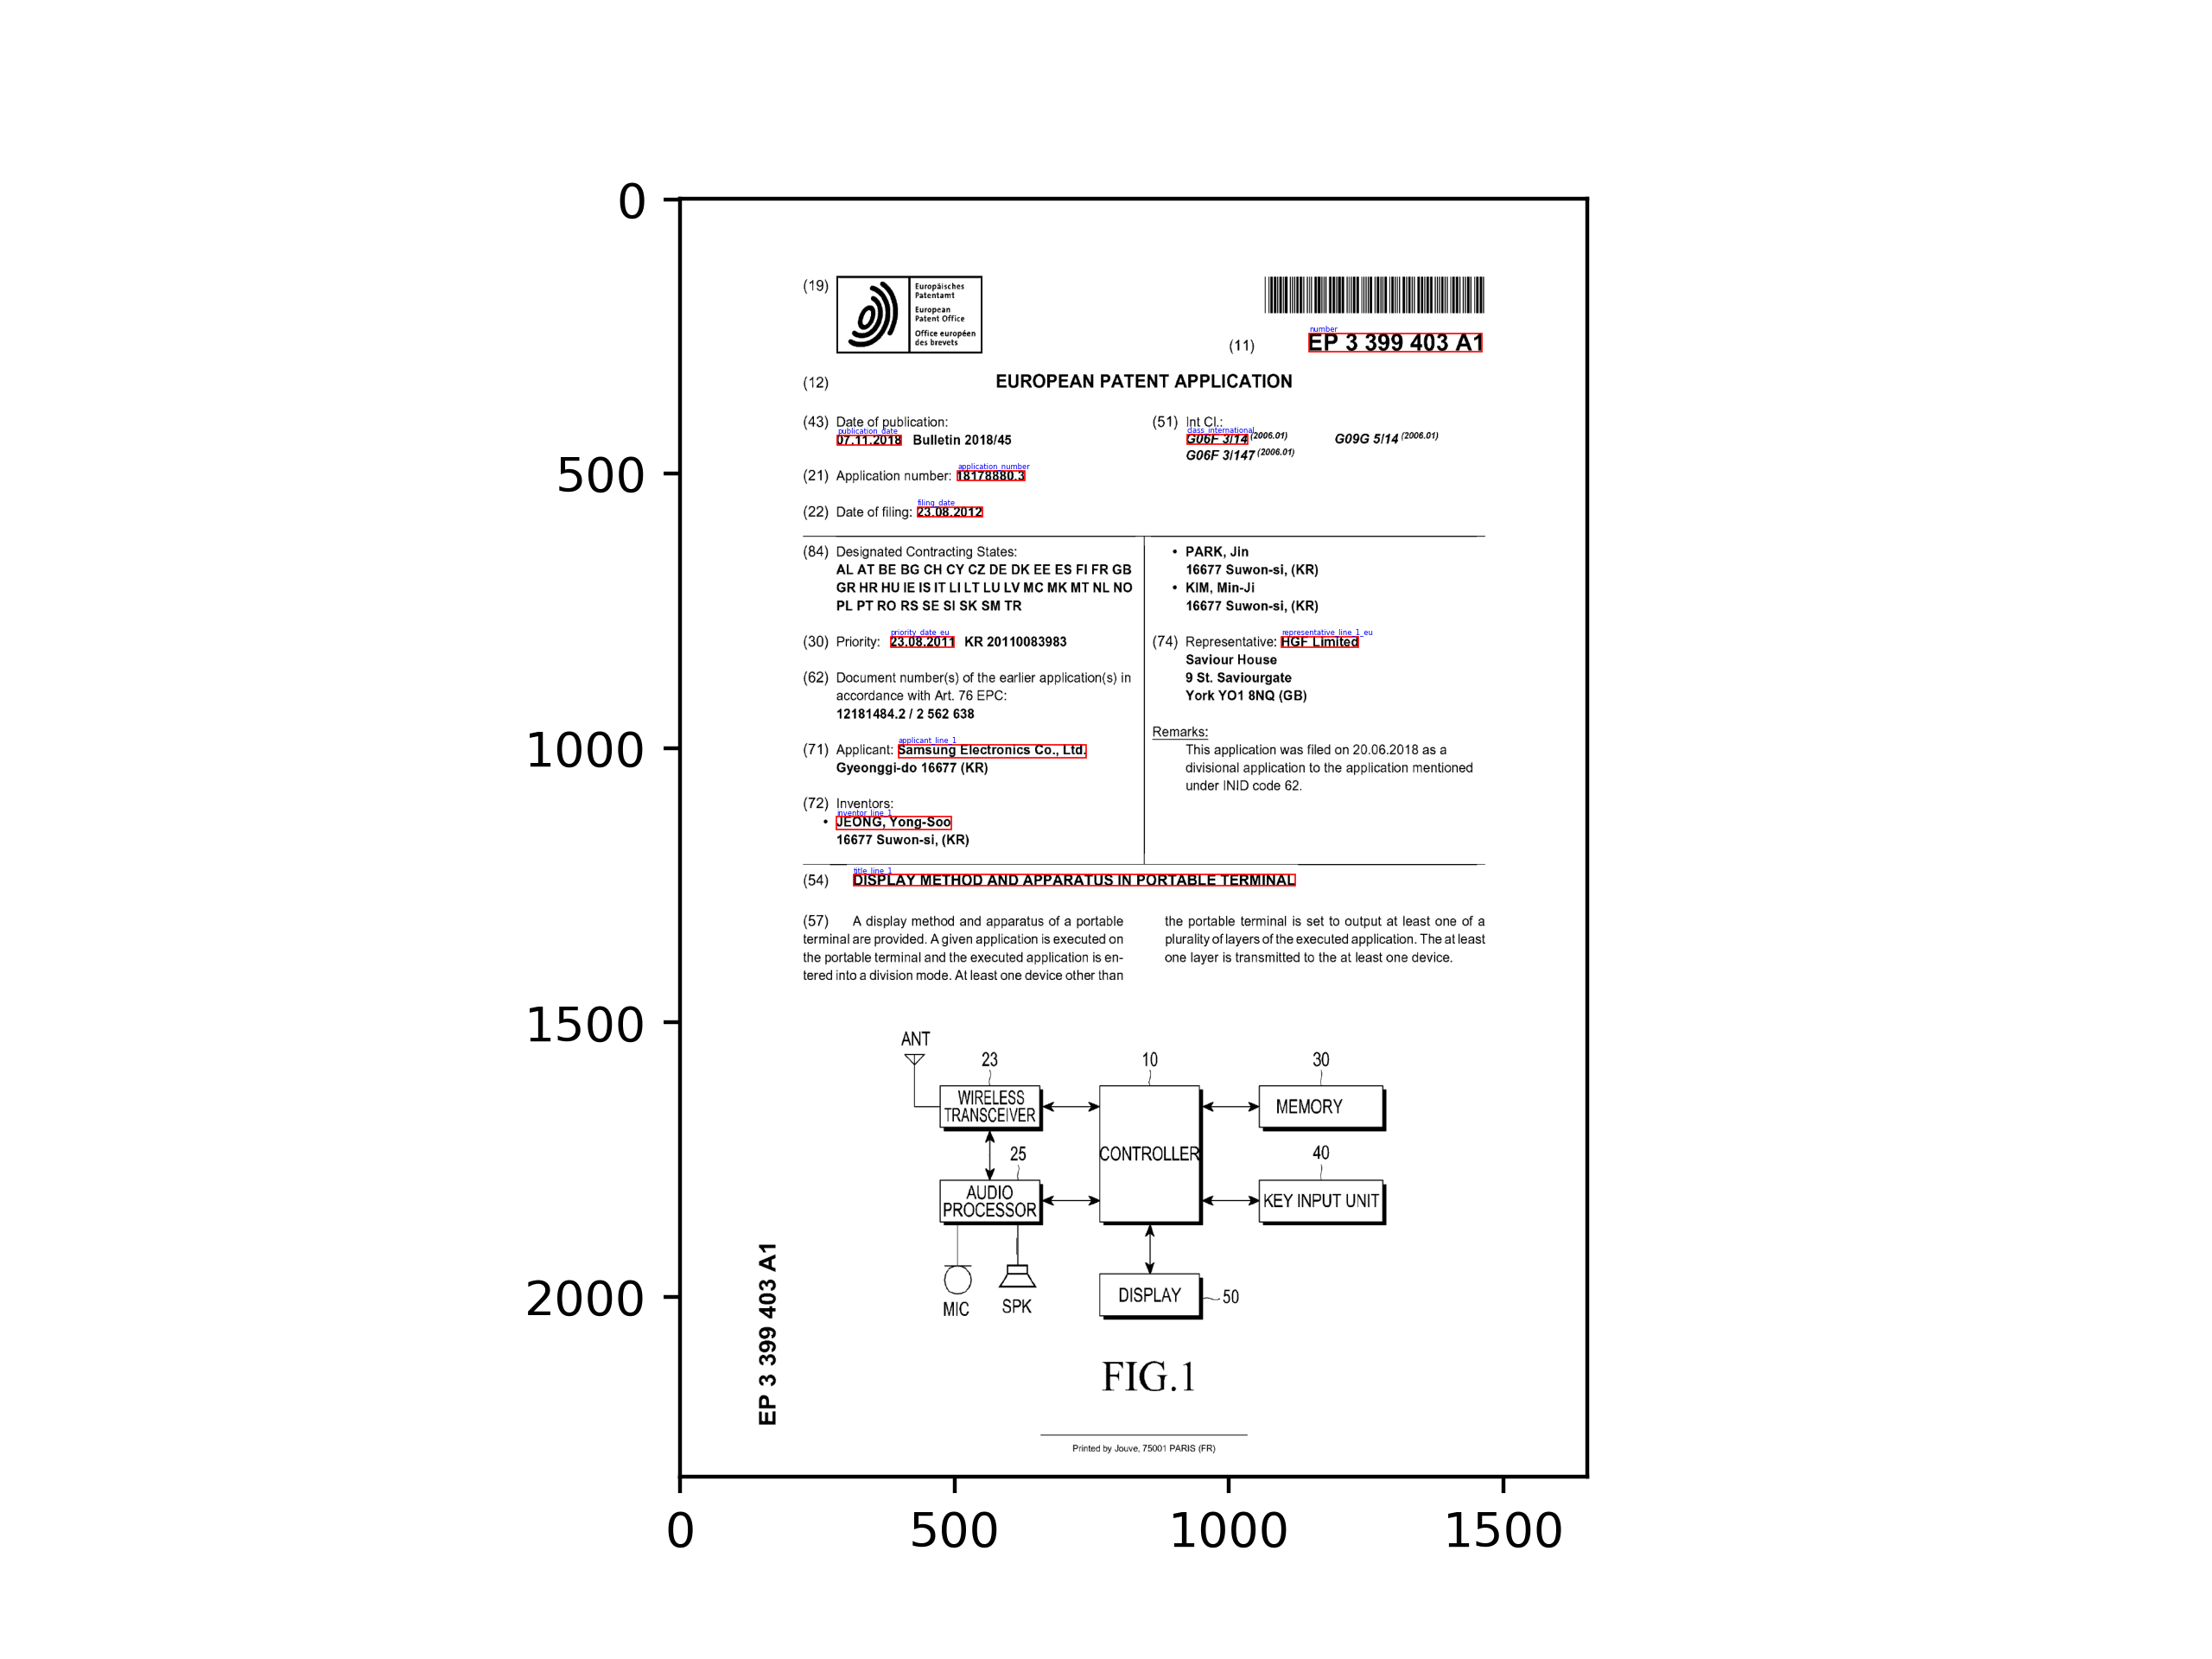 0
500
1000
1500
2000
0
500
1000
1500
(19)
Europäisches
Patentamt
European
Patent Office
Office européen
des brevets
number
(11)
EP 3 399 403 A1
(12)
EUROPEAN PATENT APPLICATION
(43) Date of publication:
publication_date
07.11.2018 Bulletin 2018/45
(21) Application number: 18178880.3
application_number
(22) Date of filing: 23.08.2012
filing_date
(51) Int Cl.:
class_international
G06F 3/14 (2006.01)
G09G 5/14 (2006.01)
G06F 3/147 (2006.01)
(84) Designated Contracting States:
AL AT BE BG CH CY CZ DE DK EE ES FI FR GB
GR HR HU IE IS IT LI LT LU LV MC MK MT NL NO
PL PT RO RS SE SI SK SM TR
(30) Priority: 23.08.2011 KR 20110083983
priority_date_eu
(62) Document number(s) of the earlier application(s) in
accordance with Art. 76 EPC:
12181484.2 / 2 562 638
(71) Applicant: Samsung Electronics Co., Ltd.
applicant_line_1
Gyeonggi-do 16677 (KR)
(72) Inventors:
inventor_line_1
• JEONG, Yong-Soo
16677 Suwon-si, (KR)
• PARK, Jin
16677 Suwon-si, (KR)
• KIM, Min-Ji
16677 Suwon-si, (KR)
(74) Representative: HGF Limited
representative_line_1_eu
Saviour House
9 St. Saviourgate
York YO1 8NQ (GB)
Remarks:
This application was filed on 20.06.2018 as a
divisional application to the application mentioned
under INID code 62.
title_line_1
(54) DISPLAY METHOD AND APPARATUS IN PORTABLE TERMINAL
(57) A display method and apparatus of a portable
terminal are provided. A given application is executed on
the portable terminal and the executed application is en-
tered into a division mode. At least one device other than
the portable terminal is set to output at least one of a
plurality of layers of the executed application. The at least
one layer is transmitted to the at least one device.
ANT
23
10
30
WIRELESS
TRANSCEIVER
MEMORY
CONTROLLER
25
40
AUDIO
PROCESSOR
KEY INPUT UNIT
MIC
SPK
DISPLAY
50
FIG.1
EP 3 399 403 A1
Printed by Jouve, 75001 PARIS (FR)